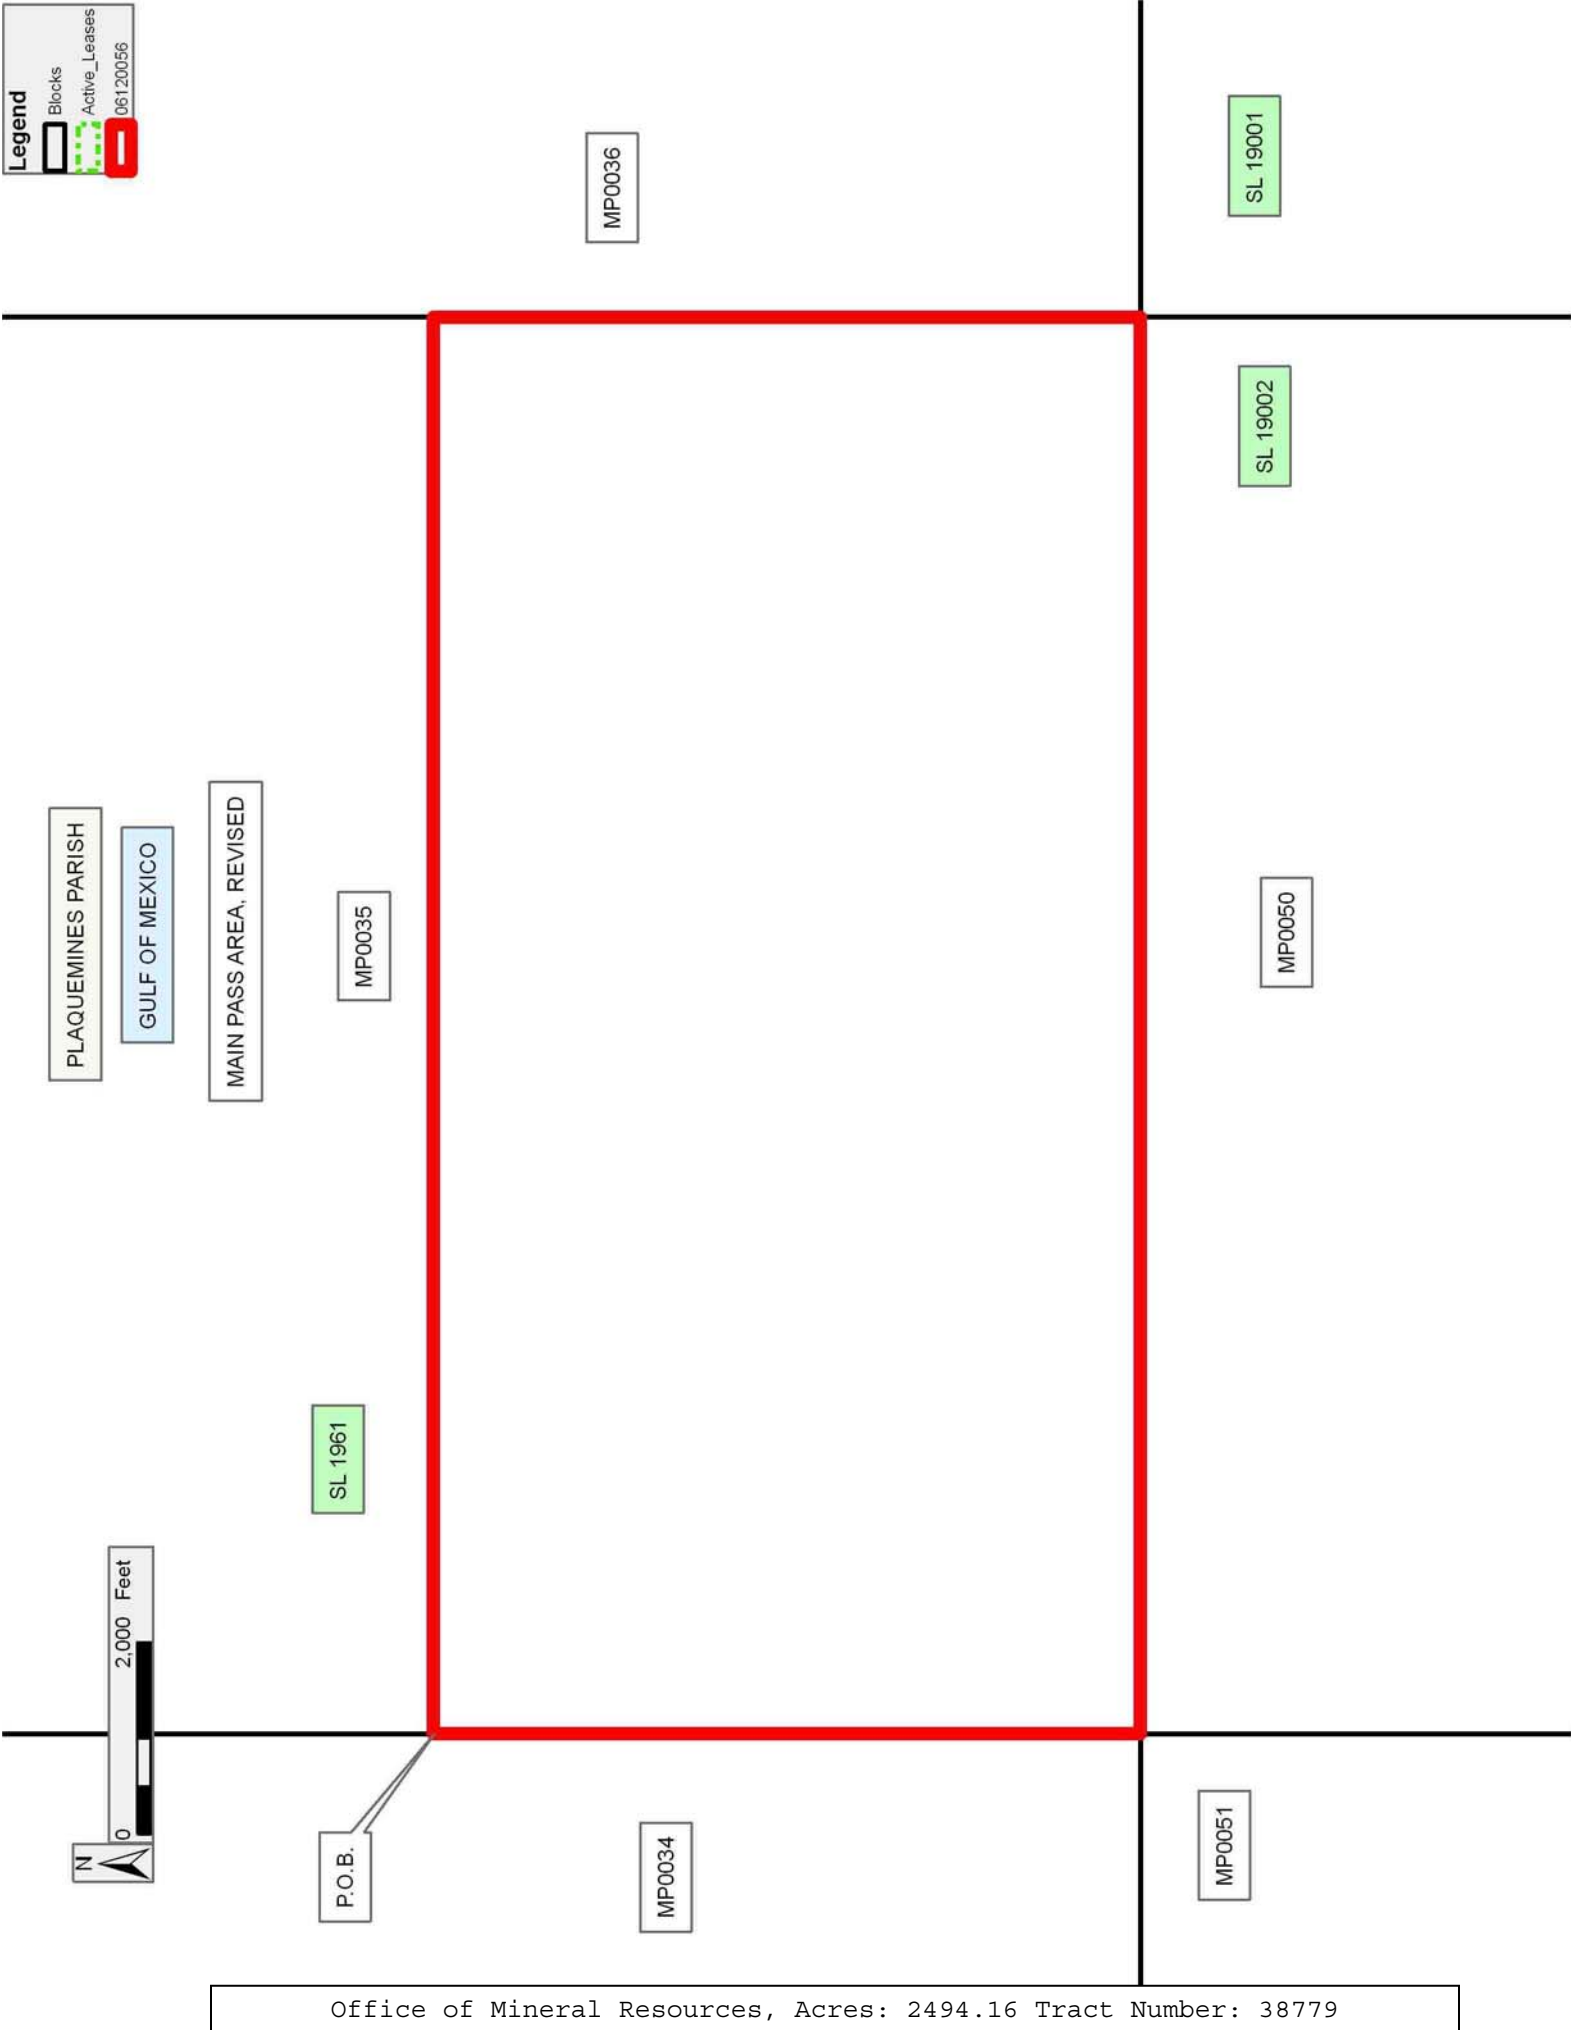 Legend
Blocks
Active_Leases
06120056
MP0036
SL 19001
SL 19002
PLAQUEMINES PARISH
GULF OF MEXICO
MAIN PASS AREA, REVISED
MP0035
MP0050
SL 1961
0 2,000 Feet
N
P.O.B.
MP0034
MP0051
Office of Mineral Resources, Acres: 2494.16 Tract Number: 38779